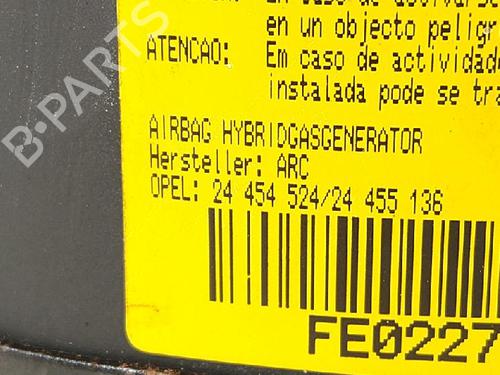 en un objecto peligr
ATENCAO: Em caso de actividade
instalada pode se tra
AIRBAG HYBRIDGASGENERATOR
Hersteller: ARC
OPEL: 24 454 524/24 455 136
FE0227
B-PARTS